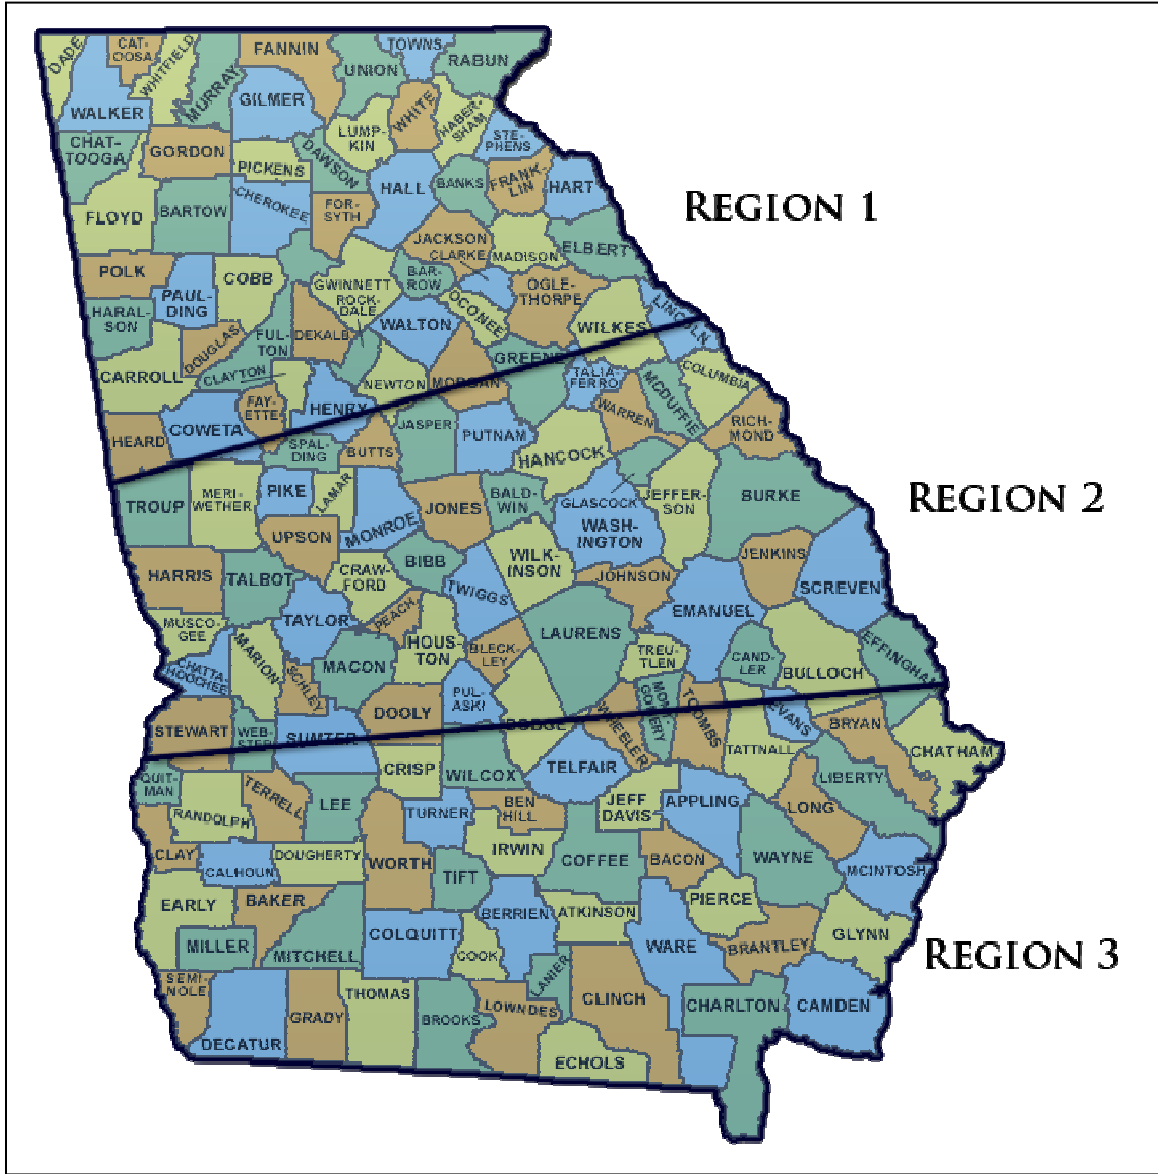 DADE
CAT-
OOSA
WHITFIELD
MURRAY
FANNIN
UNION
TOWNS
RABUN
WALKER
GILMER
LUMP-
KIN
WHITE
HABER-
SHAM
STE-
PHENS
CHAT-
TOOGA
GORDON
PICKENS
DAWSON
HALL
BANKS
FRANK
LIN
HART
FLOYD
BARTOW
CHEROKEE
FOR-
SYTH
JACKSON
CLARKE
MADISON
ELBERT
REGION 1
POLK
PAUL-
DING
COBB
GWINNETT
BAR-
ROW
OCONEE
OGLE-
THORPE
HARAL-
SON
DOUGLAS
FUL-
TON
DEKALB
ROCK-
DALE
WALTON
WILKES
LINCOLN
CARROLL
CLAYTON
NEWTON
MORGAN
GREENE
TALIA-
FERRO
MCDUFFIE
COLUMBIA
HEARD
COWETA
FAY-
ETTE
HENRY
SPAL-
DING
BUTTS
JASPER
PUTNAM
HANCOCK
WARREN
RICH-
MOND
TROUP
MERI-
WETHER
PIKE
LAMAR
MONROE
JONES
BALD-
WIN
GLASCOCK
WASH-
INGTON
JEFFER-
SON
BURKE
REGION 2
UPSON
HARRIS
TALBOT
CRAW-
FORD
BIBB
TWIGGS
WILK-
INSON
JOHNSON
JENKINS
SCREVEN
EMANUEL
MUSCO-
GEE
TAYLOR
PEACH
HOUS-
TON
BLECK-
LEY
LAURENS
TREU-
TLEN
CAND-
LER
BULLOCH
EFFINGHAM
CHATTA-
HOOCHEE
MARION
SCHLEY
MACON
DOOLY
PUL-
ASKI
DODGE
STEWART
WEB-
STER
SUMTER
CRISP
WILCOX
TELFAIR
WHEELER
MONT-
GOMERY
TOOMBS
TATTNALL
EVANS
BRYAN
CHATHAM
QUIT-
MAN
RANDOLPH
TERRELL
LEE
TURNER
BEN
HILL
JEFF
DAVIS
APPLING
LONG
LIBERTY
CLAY
CALHOUN
DOUGHERTY
WORTH
TIFT
IRWIN
COFFEE
BACON
WAYNE
MCINTOSH
EARLY
BAKER
MILLER
MITCHELL
COLQUITT
COOK
BERRIEN
ATKINSON
WARE
PIERCE
BRANTLEY
GLYNN
REGION 3
SEMI-
NOLE
DECATUR
GRADY
THOMAS
BROOKS
LOWNDES
LANIER
CLINCH
ECHOLS
CHARLTON
CAMDEN